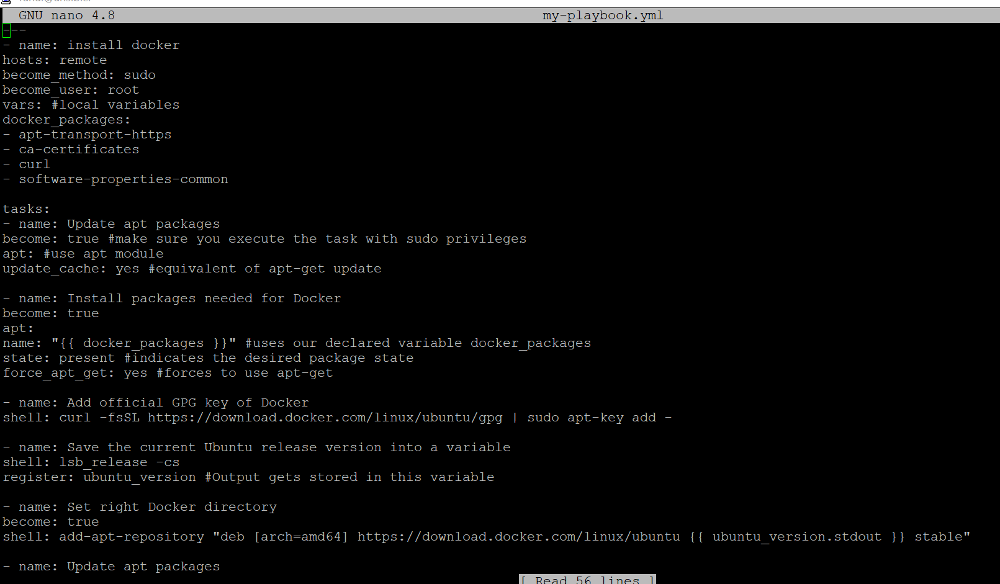 GNU nano 4.8 my-playbook.yml
---
- name: install docker
hosts: remote
become_method: sudo
become_user: root
vars: #local variables
docker_packages:
- apt-transport-https
- ca-certificates
- curl
- software-properties-common
tasks:
- name: Update apt packages
become: true #make sure you execute the task with sudo privileges
apt: #use apt module
update_cache: yes #equivalent of apt-get update
- name: Install packages needed for Docker
become: true
apt:
name: "{{ docker_packages }}" #uses our declared variable docker_packages
state: present #indicates the desired package state
force_apt_get: yes #forces to use apt-get
- name: Add official GPG key of Docker
shell: curl -fsSL https://download.docker.com/linux/ubuntu/gpg | sudo apt-key add -
- name: Save the current Ubuntu release version into a variable
shell: lsb_release -cs
register: ubuntu_version #Output gets stored in this variable
- name: Set right Docker directory
become: true
shell: add-apt-repository "deb [arch=amd64] https://download.docker.com/linux/ubuntu {{ ubuntu_version.stdout }} stable"
- name: Update apt packages
[ Read 56 lines ]